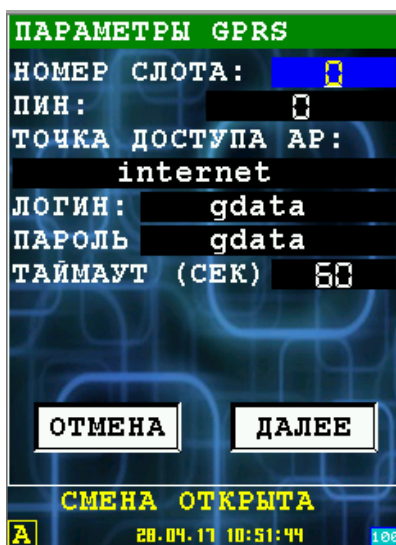 ПАРАМЕТРЫ GPRS
НОМЕР СЛОТА: 0
ПИН: 0
ТОЧКА ДОСТУПА AP:
internet
ЛОГИН: gdata
ПАРОЛЬ gdata
ТАЙМАУТ (СЕК) 60
ОТМЕНА ДАЛЕЕ
СМЕНА ОТКРЫТА
A 28.04.17 10:51:44 100